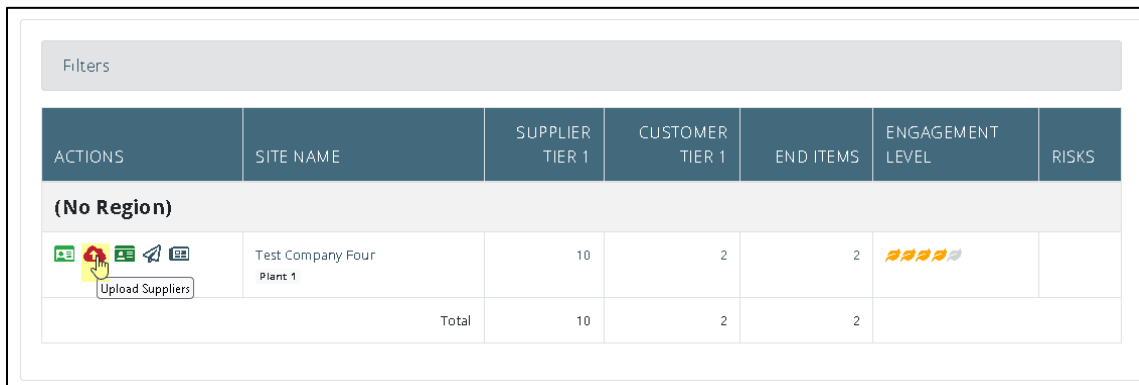 Filters
ACTIONS
SITE NAME
SUPPLIER
TIER 1
CUSTOMER
TIER 1
END ITEMS
ENGAGEMENT
LEVEL
RISKS
(No Region)
Test Company Four
10
2
2
Plant 1
Upload Suppliers
Total
10
2
2